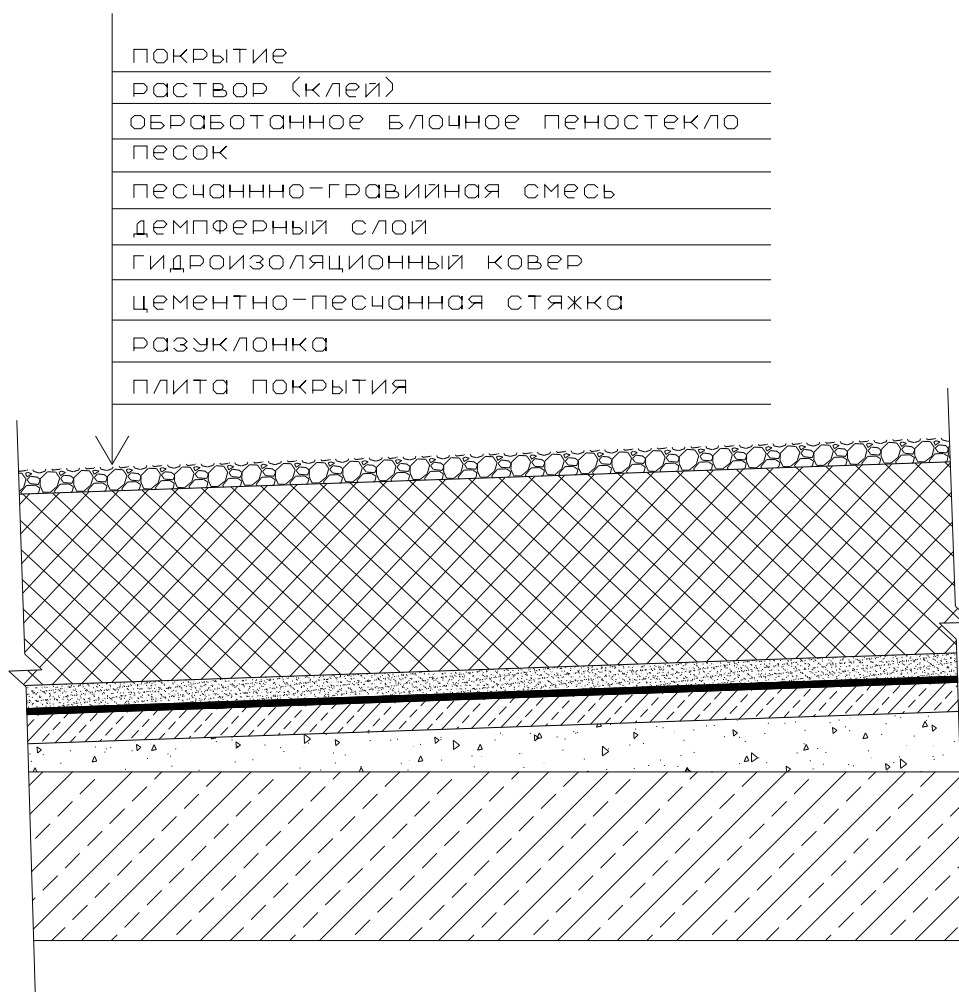 покрытие
раствор (клей)
обработанное блочное пеностекло
песок
песчаннно-гравийная смесь
демпферный слой
гидроизоляционный ковер
цементно-песчанная стяжка
разуклонка
плита покрытия